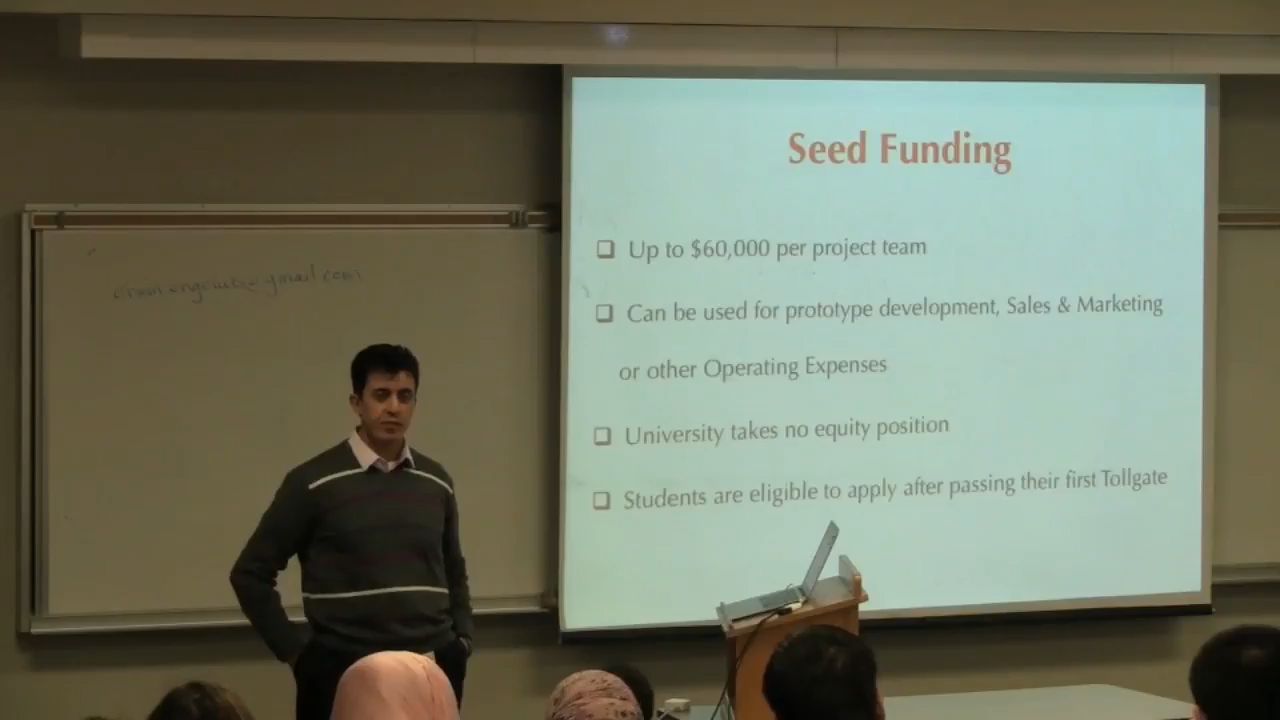 Seed Funding
❑ Up to $60,000 per project team
❑ Can be used for prototype development, Sales & Marketing
or other Operating Expenses
❑ University takes no equity position
❑ Students are eligible to apply after passing their first Tollgate